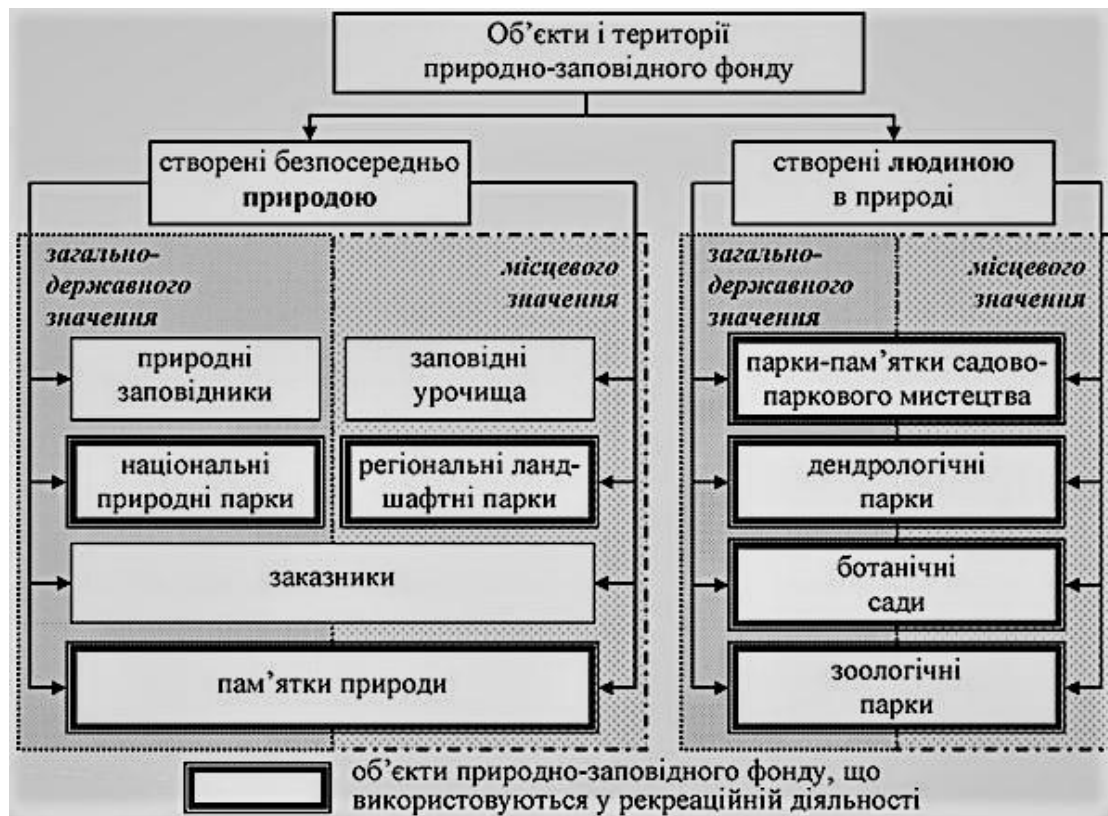 Об’єкти і території
природно-заповідного фонду
створені безпосередньо
природою
створені людиною
в природі
загально-
державного
значення
місцевого
значення
загально-
державного
значення
місцевого
значення
природні
заповідники
заповідні
урочища
національні
природні парки
регіональні ланд-
шафтні парки
заказники
пам’ятки природи
парки-пам’ятки садово-
паркового мистецтва
дендрологічні
парки
ботанічні
сади
зоологічні
парки
об’єкти природно-заповідного фонду, що
використовуються у рекреаційній діяльності